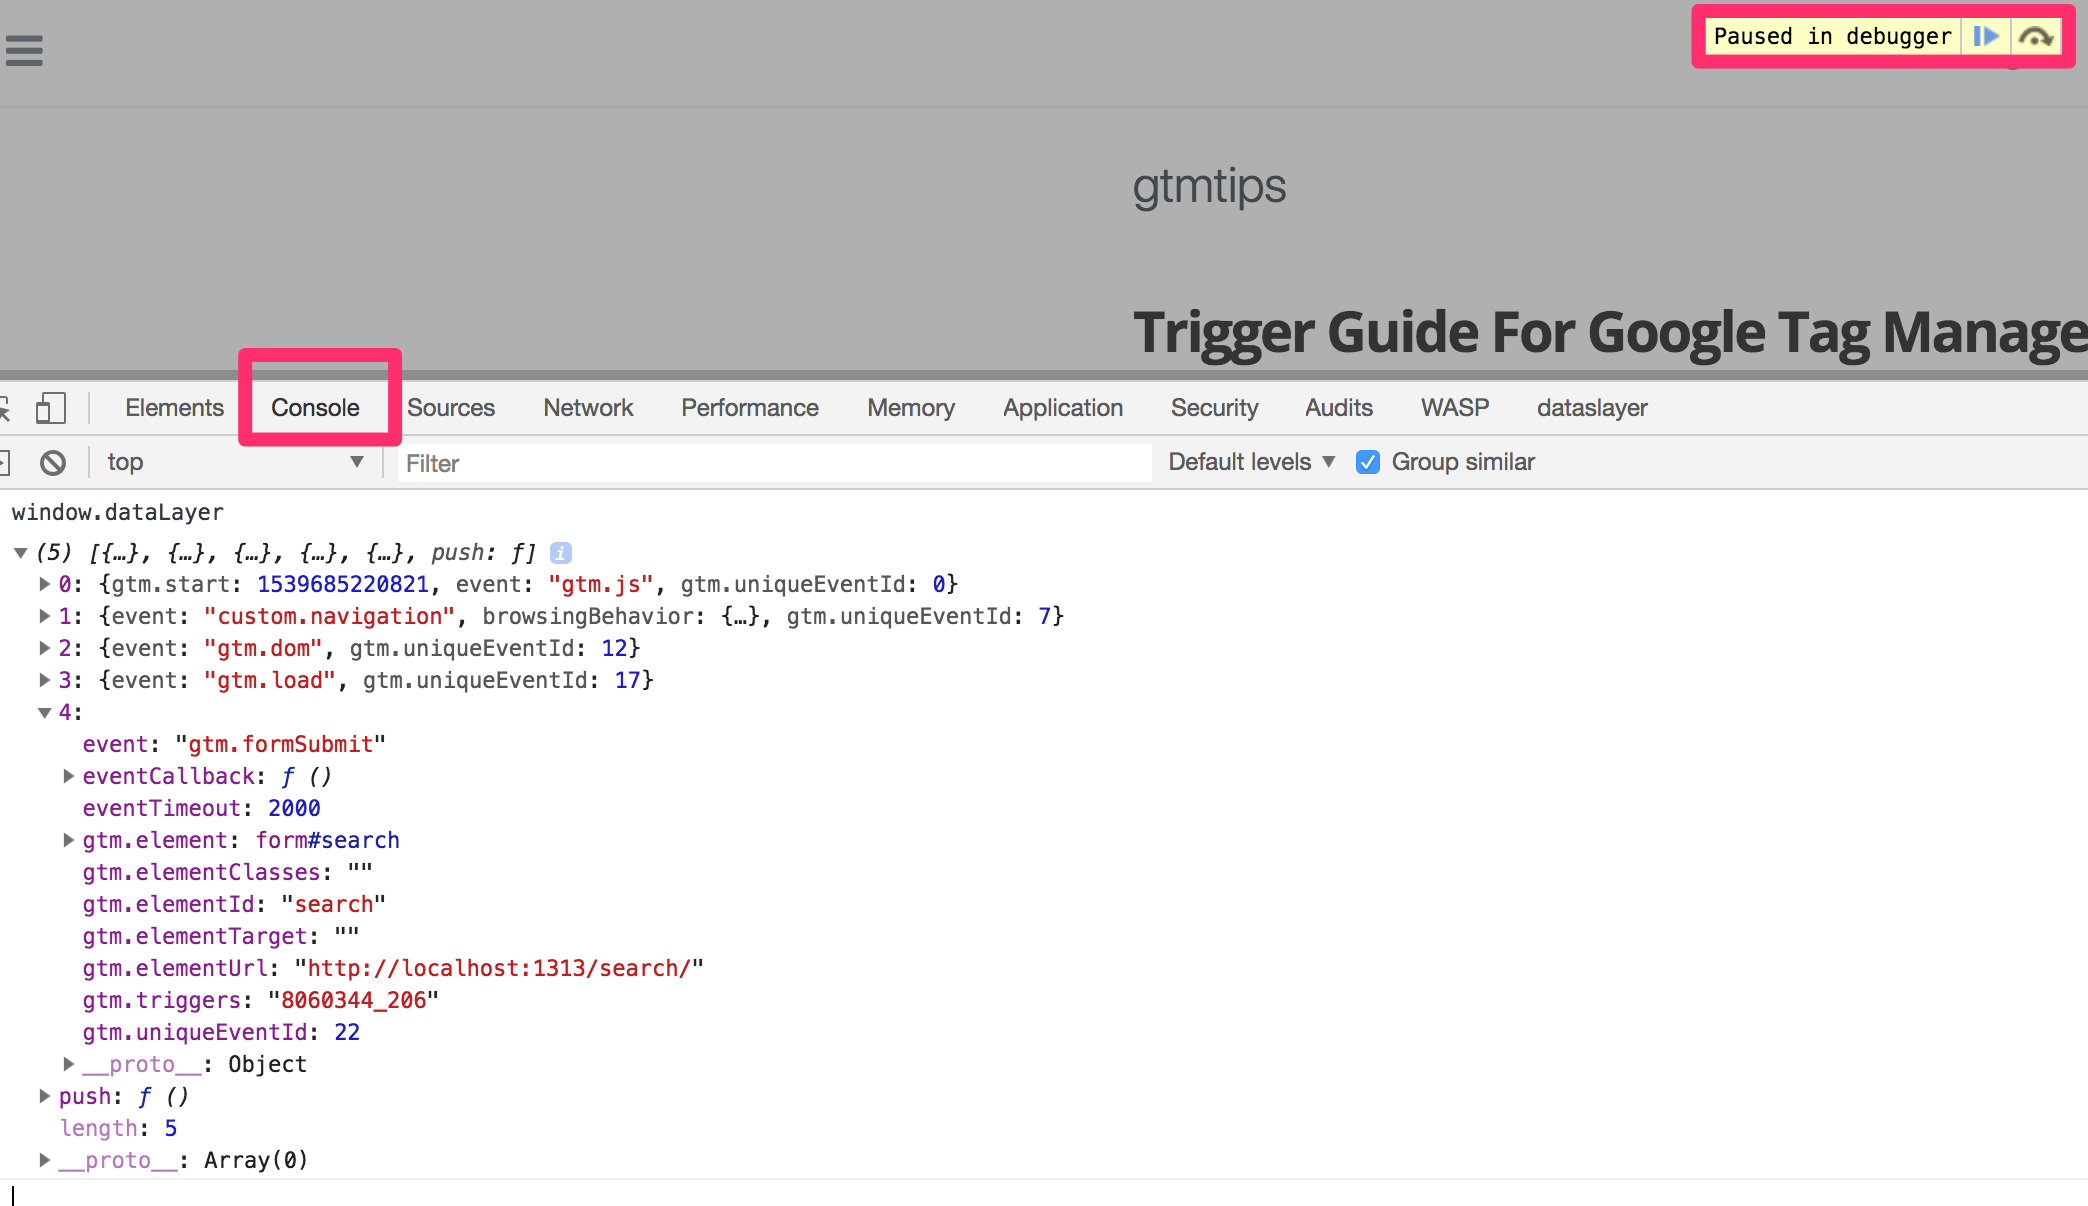 Paused in debugger
gtmtips
Trigger Guide For Google Tag Manage
Elements Console Sources Network Performance Memory Application Security Audits WASP dataslayer
top Filter Default levels Group similar
window.dataLayer
(5) [{…}, {…}, {…}, {…}, {…}, push: ƒ] i
0: {gtm.start: 1539685220821, event: "gtm.js", gtm.uniqueEventId: 0}
1: {event: "custom.navigation", browsingBehavior: {…}, gtm.uniqueEventId: 7}
2: {event: "gtm.dom", gtm.uniqueEventId: 12}
3: {event: "gtm.load", gtm.uniqueEventId: 17}
4:
event: "gtm.formSubmit"
eventCallback: ƒ ()
eventTimeout: 2000
gtm.element: form#search
gtm.elementClasses: ""
gtm.elementId: "search"
gtm.elementTarget: ""
gtm.elementUrl: "http://localhost:1313/search/"
gtm.triggers: "8060344_206"
gtm.uniqueEventId: 22
__proto__: Object
push: ƒ ()
length: 5
__proto__: Array(0)